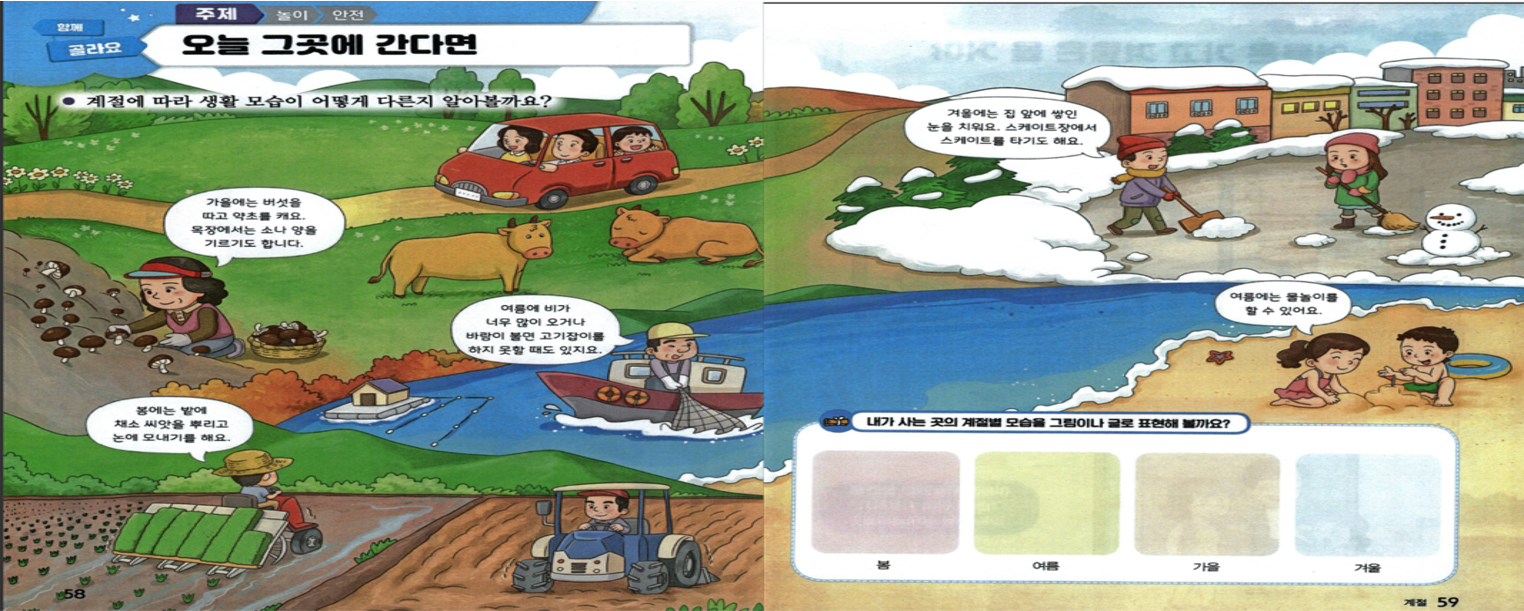 주제 놀이 안전
함께
골라요
오늘 그곳에 간다면
• 계절에 따라 생활 모습이 어떻게 다른지 알아볼까요?
가을에는 버섯을
따고 약초를 캐요.
목장에서는 소나 양을
기르기도 합니다.
여름에 비가
너무 많이 오거나
바람이 불면 고기잡이를
하지 못할 때도 있지요.
봄에는 밭에
채소 씨앗을 뿌리고
논에 모내기를 해요.
58
겨울에는 집 앞에 쌓인
눈을 치워요. 스케이트장에서
스케이트를 타기도 해요.
여름에는 물놀이를
할 수 있어요.
내가 사는 곳의 계절별 모습을 그림이나 글로 표현해 볼까요?
봄 여름 가을 겨울
계절 59